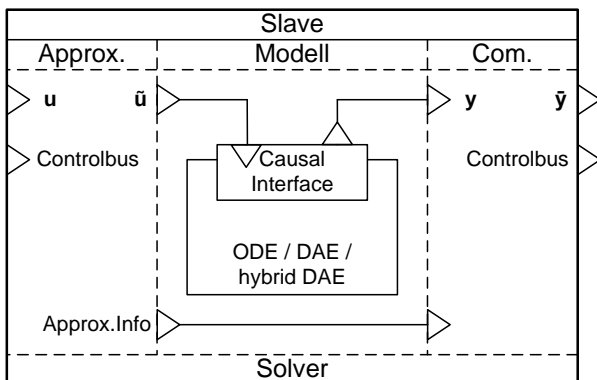 Slave
Approx. Modell Com.
u ũ y ȳ
Controlbus Controlbus
Causal
Interface
ODE / DAE /
hybrid DAE
Approx.Info
Solver